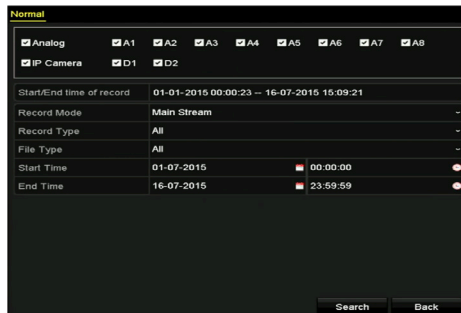 Normal
Analog A1 A2 A3 A4 A5 A6 A7 A8
IP Camera D1 D2
Start/End time of record 01-01-2015 00:00:23 -- 16-07-2015 15:09:21
Record Mode Main Stream
Record Type All
File Type All
Start Time 01-07-2015 00:00:00
End Time 16-07-2015 23:59:59
Search Back